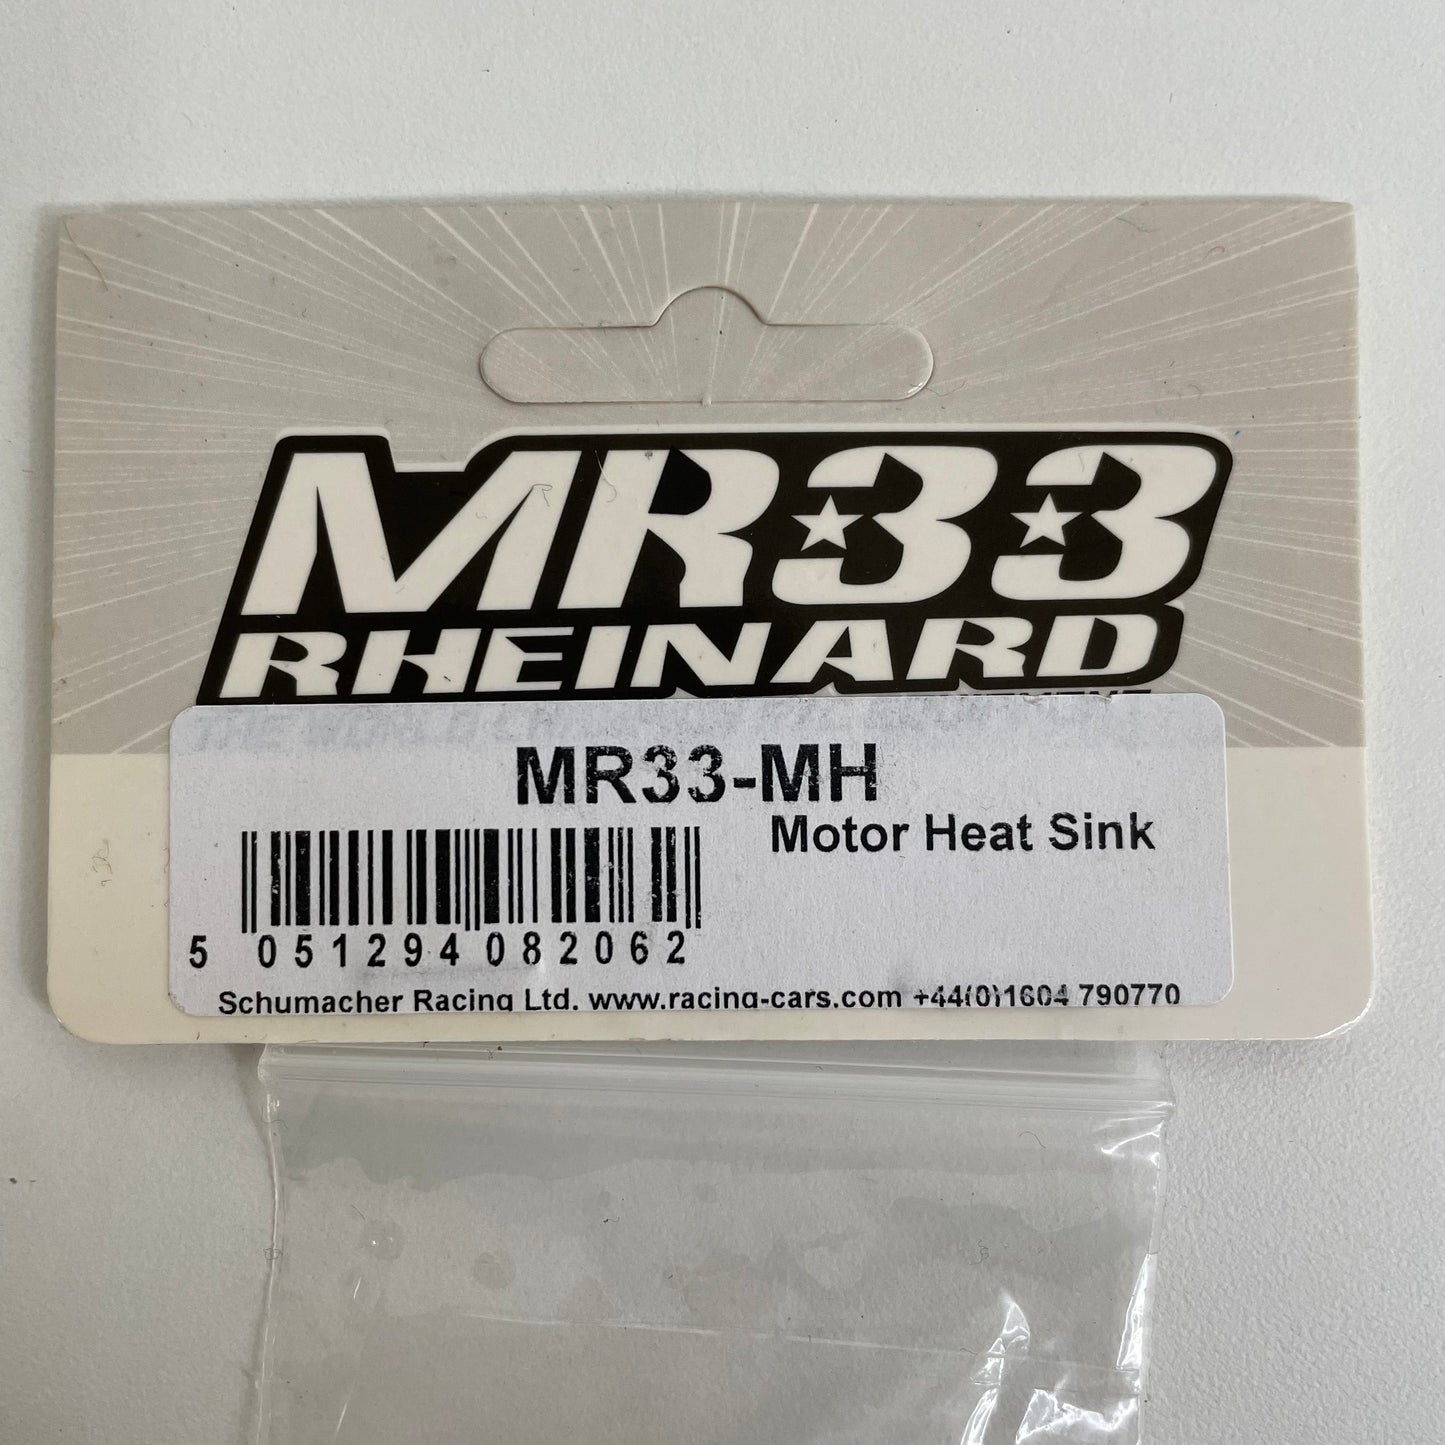 MR33
RHEINARD
MR33-MH
Motor Heat Sink
5 051294 082062
Schumacher Racing Ltd. www.racing-cars.com +44(0)1604 790770